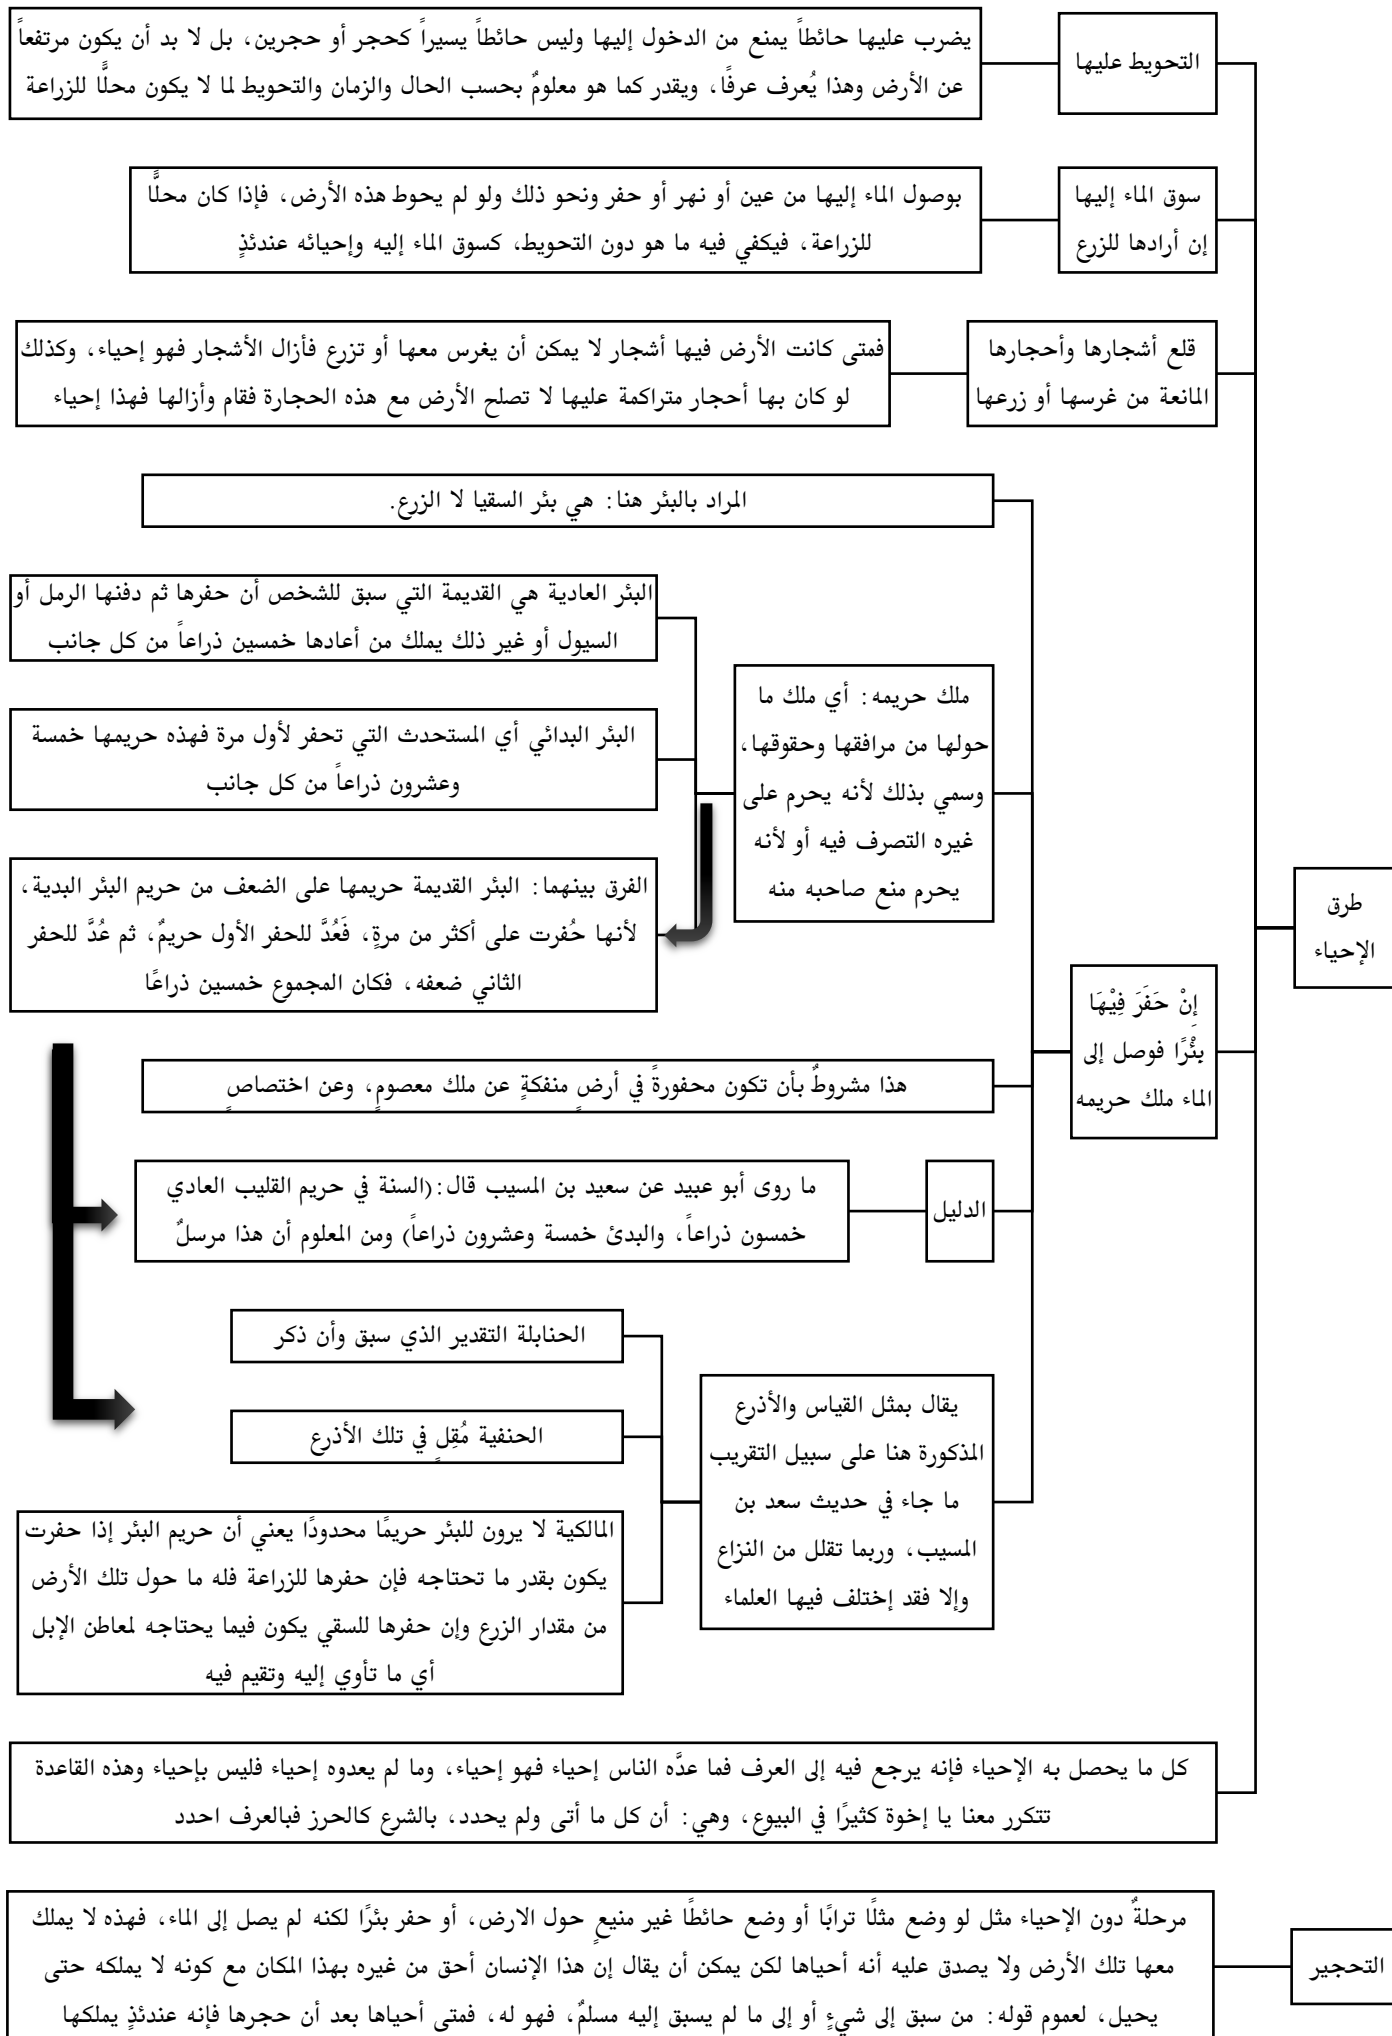 طرق
الإحياء
التحويط عليها
يضرب عليها حائطاً يمنع من الدخول إليها وليس حائطاً يسيراً كحجر أو حجرين، بل لا بد أن يكون مرتفعاً
عن الأرض وهذا يُعرف عرفًا، ويقدر كما هو معلومٌ بحسب الحال والزمان والتحويط لما لا يكون محلًّا للزراعة
سوق الماء إليها
إن أرادها للزرع
بوصول الماء إليها من عين أو نهر أو حفر ونحو ذلك ولو لم يحوط هذه الأرض، فإذا كان محلًّا
للزراعة، فيكفي فيه ما هو دون التحويط، كسوق الماء إليه وإحيائه عندئذٍ
قلع أشجارها وأحجارها
المانعة من غرسها أو زرعها
فمتى كانت الأرض فيها أشجار لا يمكن أن يغرس معها أو تزرع فأزال الأشجار فهو إحياء، وكذلك
لو كان بها أحجار متراكمة عليها لا تصلح الأرض مع هذه الحجارة فقام وأزالها فهذا إحياء
إِنْ حَفَرَ فِيْهَا
بِئْرًا فوصل إلى
الماء ملك حريمه
المراد بالبئر هنا: هي بئر السقيا لا الزرع.
ملك حريمه: أي ملك ما
حولها من مرافقها وحقوقها،
وسمي بذلك لأنه يحرم على
غيره التصرف فيه أو لأنه
يحرم منع صاحبه منه
البئر العادية هي القديمة التي سبق للشخص أن حفرها ثم دفنها الرمل أو
السيول أو غير ذلك يملك من أعادها خمسين ذراعاً من كل جانب
البئر البدائي أي المستحدث التي تحفر لأول مرة فهذه حريمها خمسة
وعشرون ذراعاً من كل جانب
الفرق بينهما: البئر القديمة حريمها على الضعف من حريم البئر البدية،
لأنها حُفرت على أكثر من مرةٍ، فَعُدَّ للحفر الأول حريمٌ، ثم عُدَّ للحفر
الثاني ضعفه، فكان المجموع خمسين ذراعًا
هذا مشروطٌ بأن تكون محفورةً في أرضٍ منفكةٍ عن ملك معصومٍ، وعن اختصاصٍ
الدليل
ما روى أبو عبيد عن سعيد بن المسيب قال:(السنة في حريم القليب العادي
خمسون ذراعاً، والبدئ خمسة وعشرون ذراعاً) ومن المعلوم أن هذا مرسلٌ
يقال بمثل القياس والأذرع
المذكورة هنا على سبيل التقريب
ما جاء في حديث سعد بن
المسيب، وربما تقلل من النزاع
وإلا فقد إختلف فيها العلماء
الحنابلة التقدير الذي سبق وأن ذكر
الحنفية مُقِلٍ في تلك الأذرع
المالكية لا يرون للبئر حريمًا محدودًا يعني أن حريم البئر إذا حفرت
يكون بقدر ما تحتاجه فإن حفرها للزراعة فله ما حول تلك الأرض
من مقدار الزرع وإن حفرها للسقي يكون فيما يحتاجه لمعاطن الإبل
أي ما تأوي إليه وتقيم فيه
كل ما يحصل به الإحياء فإنه يرجع فيه إلى العرف فما عدَّه الناس إحياء فهو إحياء، وما لم يعدوه إحياء فليس بإحياء وهذه القاعدة
تتكرر معنا يا إخوة كثيرًا في البيوع، وهي: أن كل ما أتى ولم يحدد، بالشرع كالحرز فبالعرف احدد
التحجير
مرحلةٌ دون الإحياء مثل لو وضع مثلًا ترابًا أو وضع حائطًا غير منيعٍ حول الارض، أو حفر بئرًا لكنه لم يصل إلى الماء، فهذه لا يملك
معها تلك الأرض ولا يصدق عليه أنه أحياها لكن يمكن أن يقال إن هذا الإنسان أحق من غيره بهذا المكان مع كونه لا يملكه حتى
يحيل، لعموم قوله: من سبق إلى شيءٍ أو إلى ما لم يسبق إليه مسلمٌ، فهو له، فمتى أحياها بعد أن حجرها فإنه عندئذٍ يملكها